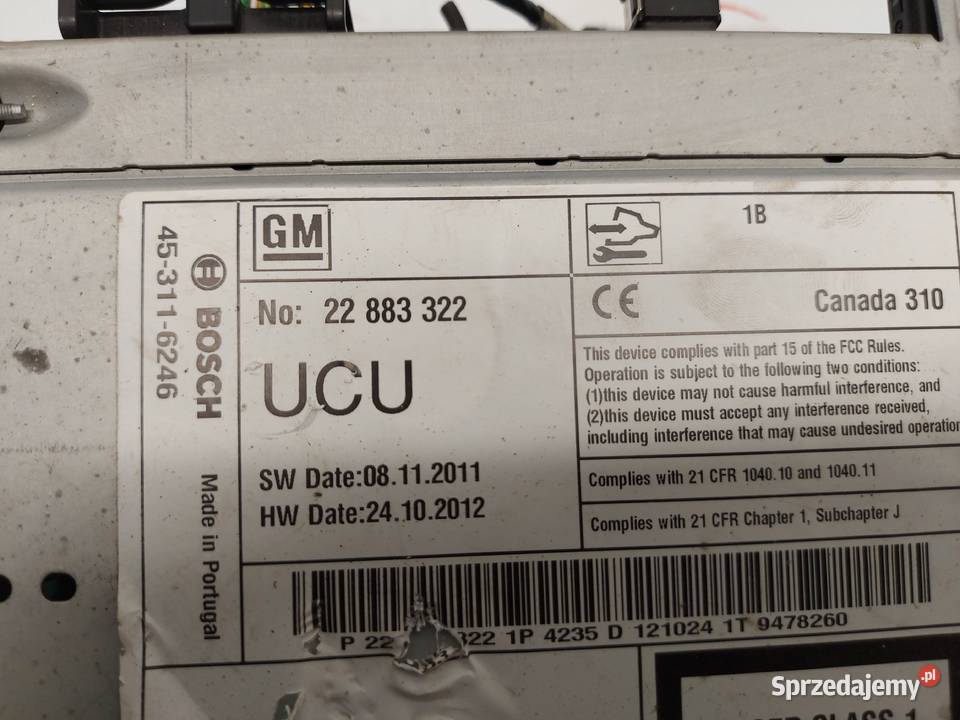 45-311-6246
BOSCH
Made in Portugal
GM
1B
No: 22 883 322
UCU
SW Date:08.11.2011
HW Date:24.10.2012
CE
Canada 310
This device complies with part 15 of the FCC Rules.
Operation is subject to the following two conditions:
(1)this device may not cause harmful interference, and
(2)this device must accept any interference received,
including interference that may cause undesired operation
Complies with 21 CFR 1040.10 and 1040.11
Complies with 21 CFR Chapter 1, Subchapter J
P 22 322 1P 4235 D 121024 1T 9478260
CLASS 1
Sprzedajemy.pl